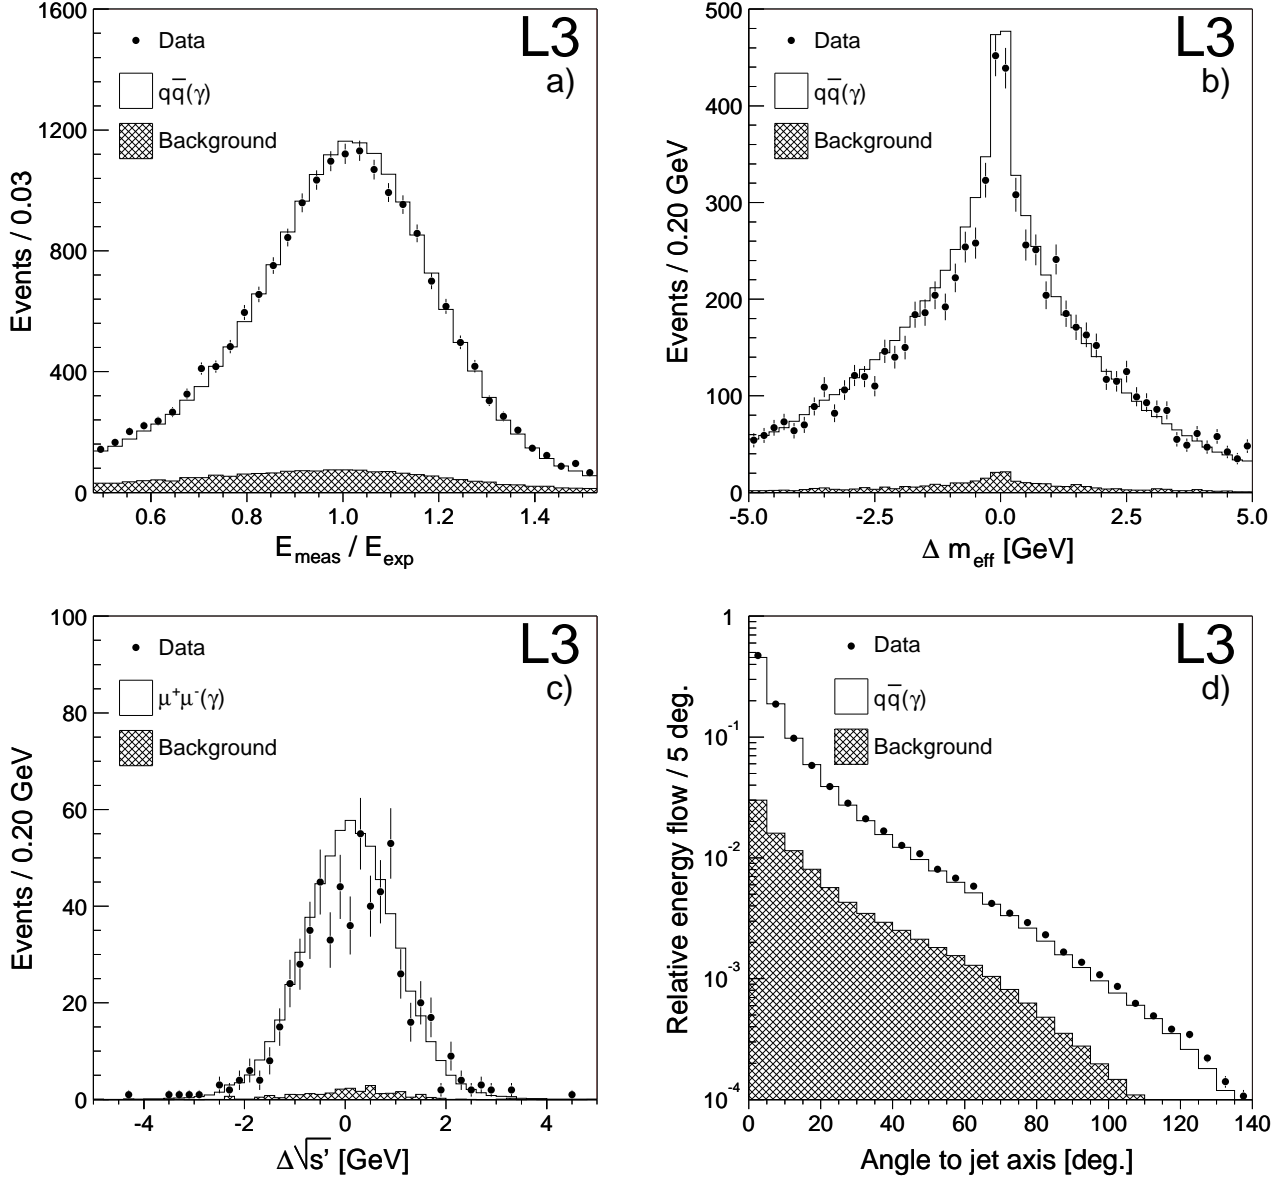 L3
a)
Data
qq̅(γ)
Background
Events / 0.03
1600
1200
800
400
0
0.6 0.8 1.0 1.2 1.4
E_meas / E_exp
L3
b)
Data
qq̅(γ)
Background
Events / 0.20 GeV
500
400
300
200
100
0
-5.0 -2.5 0.0 2.5 5.0
Δ m_eff [GeV]
L3
c)
Data
μ⁺μ⁻(γ)
Background
Events / 0.20 GeV
100
80
60
40
20
0
-4 -2 0 2 4
Δ√s’ [GeV]
L3
d)
Data
qq̅(γ)
Background
Relative energy flow / 5 deg.
1
10⁻¹
10⁻²
10⁻³
10⁻⁴
0 20 40 60 80 100 120 140
Angle to jet axis [deg.]